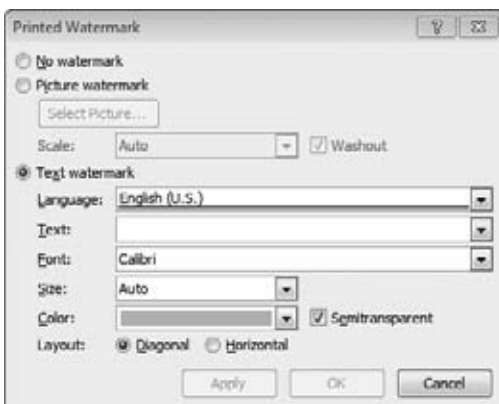 Printed Watermark
No watermark
Picture watermark
Select Picture...
Scale: Auto Washout
Text watermark
Language: English (U.S.)
Text:
Font: Calibri
Size: Auto
Color: Semitransparent
Layout: Diagonal Horizontal
Apply OK Cancel